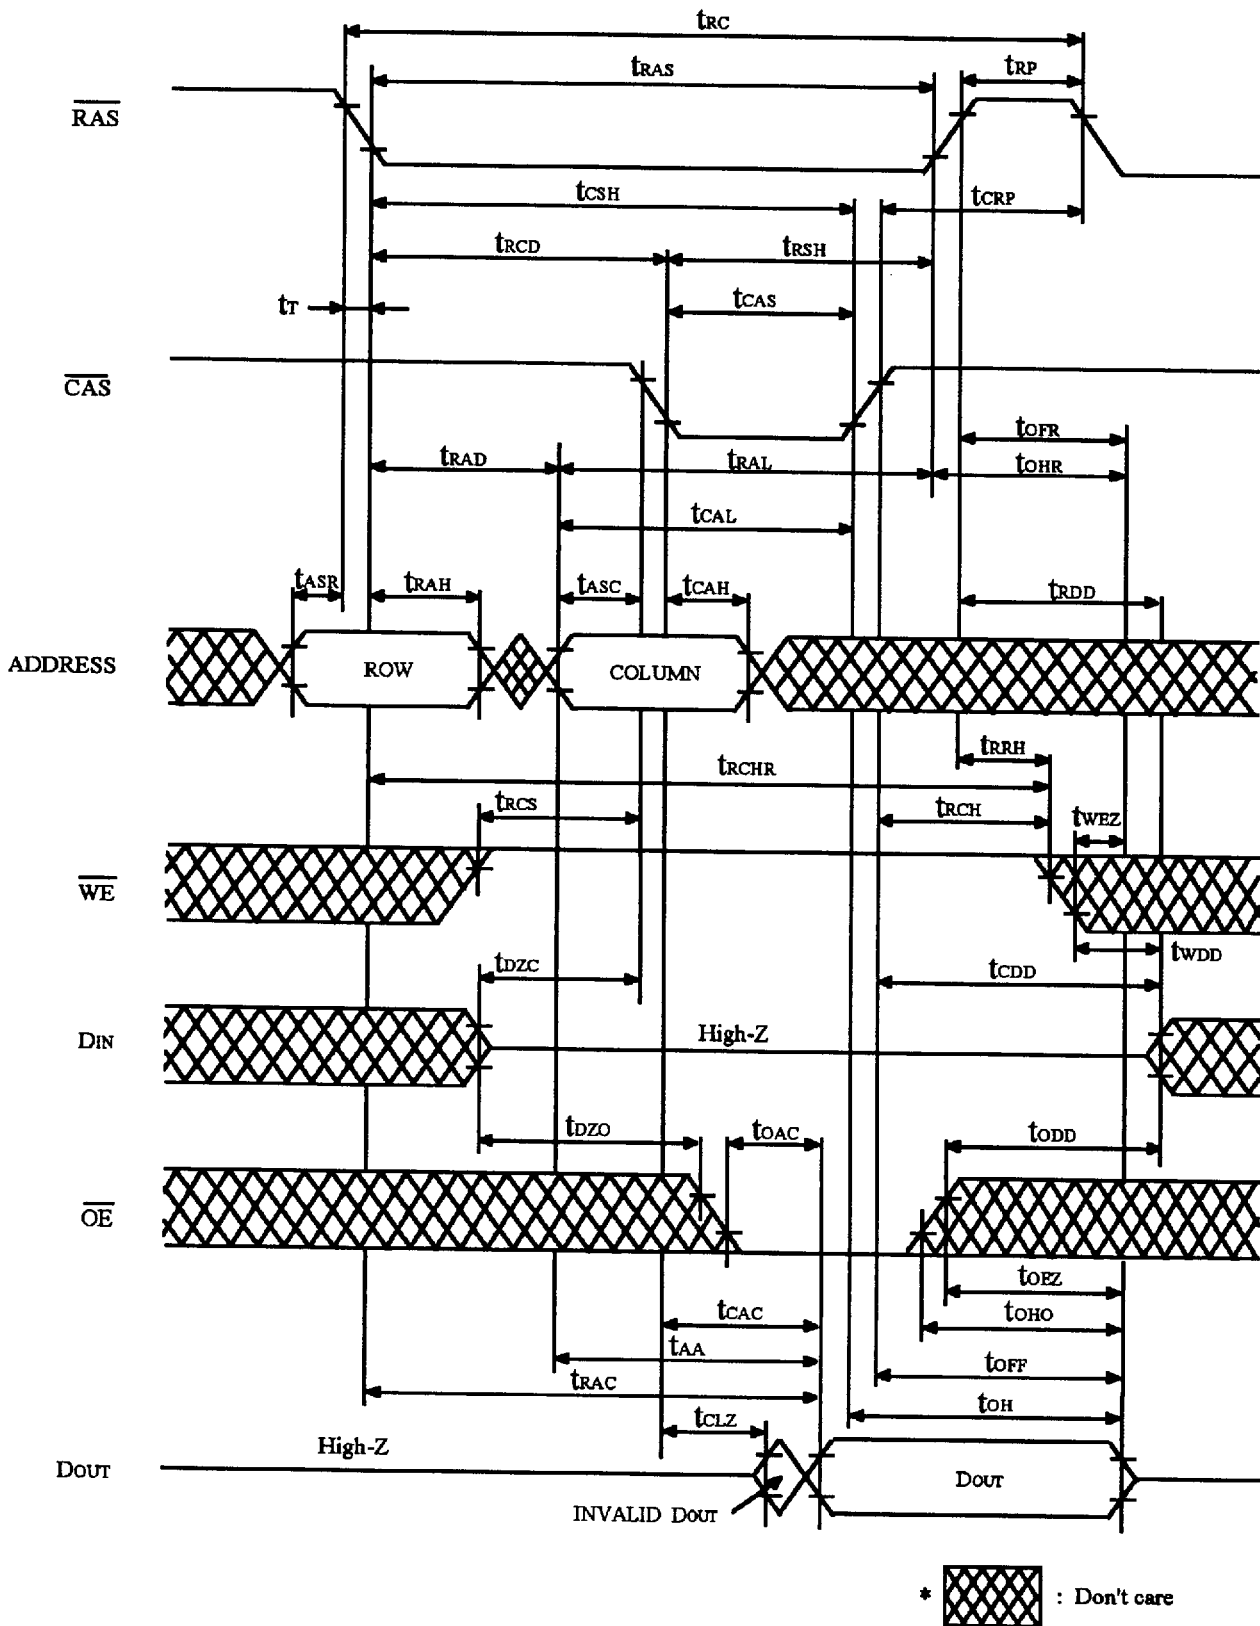 tRC
tRAS
tRP
RAS
tCSH
tCRP
tRCD
tRSH
tT
tCAS
CAS
tOFR
tRAD
tRAL
tOHR
tCAL
tASR
tRAH
tASC
tCAH
tRDD
ADDRESS
ROW
COLUMN
tRRH
tRCHR
tRCS
tRCH
tWEZ
WE
tWDD
tDZC
tCDD
DIN
High-Z
tDZO
tOAC
tODD
OE
tOEZ
tCAC
tOHO
tAA
tOFF
tRAC
tOH
tCLZ
High-Z
DOUT
DOUT
INVALID DOUT
* : Don't care